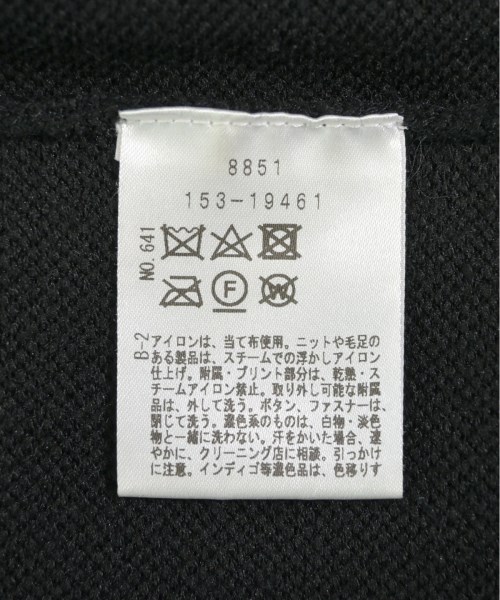 8851
153-19461
NO.641
F
W
B-2
アイロンは、当て布使用。ニットや毛足の
ある製品は、スチームでの浮かしアイロン
仕上げ。附属・プリント部分は、乾熱・ス
チームアイロン禁止。取り外し可能な附属
品は、外して洗う。ボタン、ファスナーは、
閉じて洗う。濃色系のものは、白物・淡色
物と一緒に洗わない。汗をかいた場合、速
やかに、クリーニング店に相談。引っかけ
に注意。インディゴ等濃色品は、色移りす